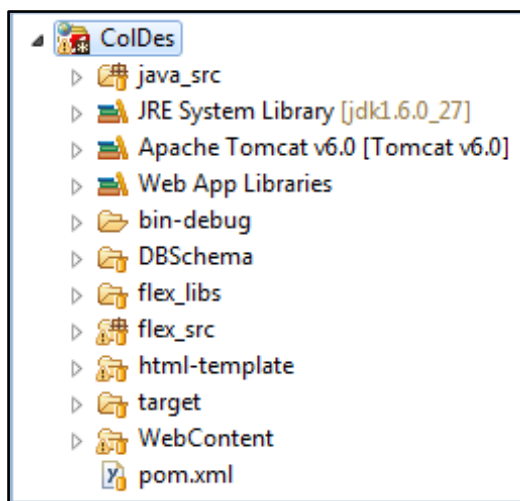 ColDes
java_src
JRE System Library [jdk1.6.0_27]
Apache Tomcat v6.0 [Tomcat v6.0]
Web App Libraries
bin-debug
DBSchema
flex_libs
flex_src
html-template
target
WebContent
pom.xml